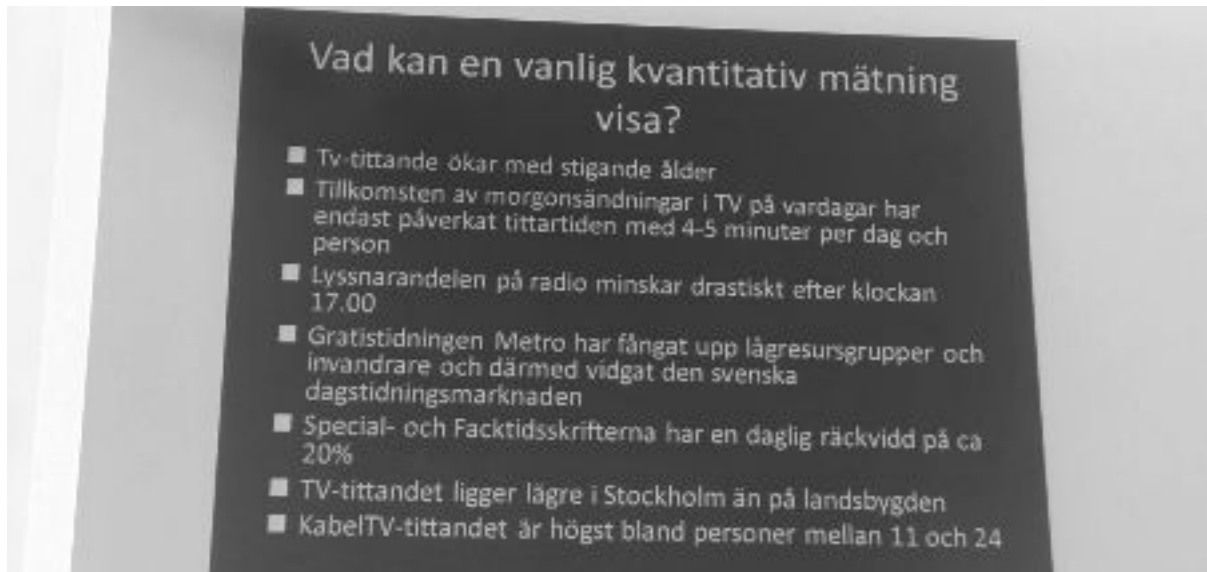 Vad kan en vanlig kvantitativ mätning
visa?
■ Tv-tittande ökar med stigande ålder
■ Tillkomsten av morgonsändningar i TV på vardagar har
endast påverkat tittartiden med 4-5 minuter per dag och
person
■ Lyssnarandelen på radio minskar drastiskt efter klockan
17.00
■ Gratistidningen Metro har fångat upp lågresursgrupper och
invandrare och därmed vidgat den svenska
dagstidningsmarknaden
■ Special- och Facktidsskrifterna har en daglig räckvidd på ca
20%
■ TV-tittandet ligger lägre i Stockholm än på landsbygden
■ KabelTV-tittandet är högst bland personer mellan 11 och 24